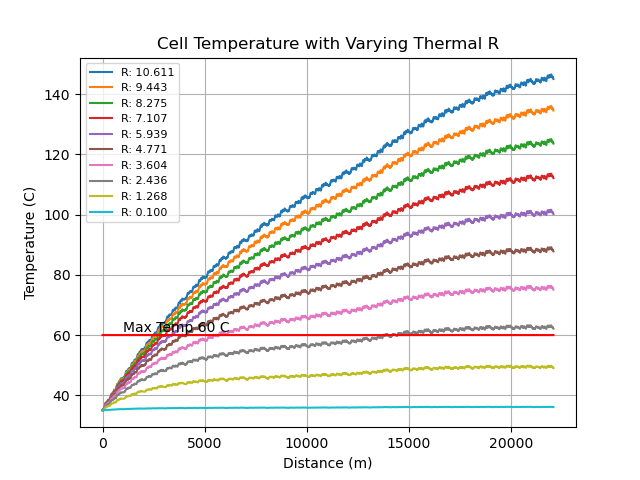 Cell Temperature with Varying Thermal R
R: 10.611
R: 9.443
R: 8.275
R: 7.107
R: 5.939
R: 4.771
R: 3.604
R: 2.436
R: 1.268
R: 0.100
Max Temp 60 C
Temperature (C)
140
120
100
80
60
40
0 5000 10000 15000 20000
Distance (m)